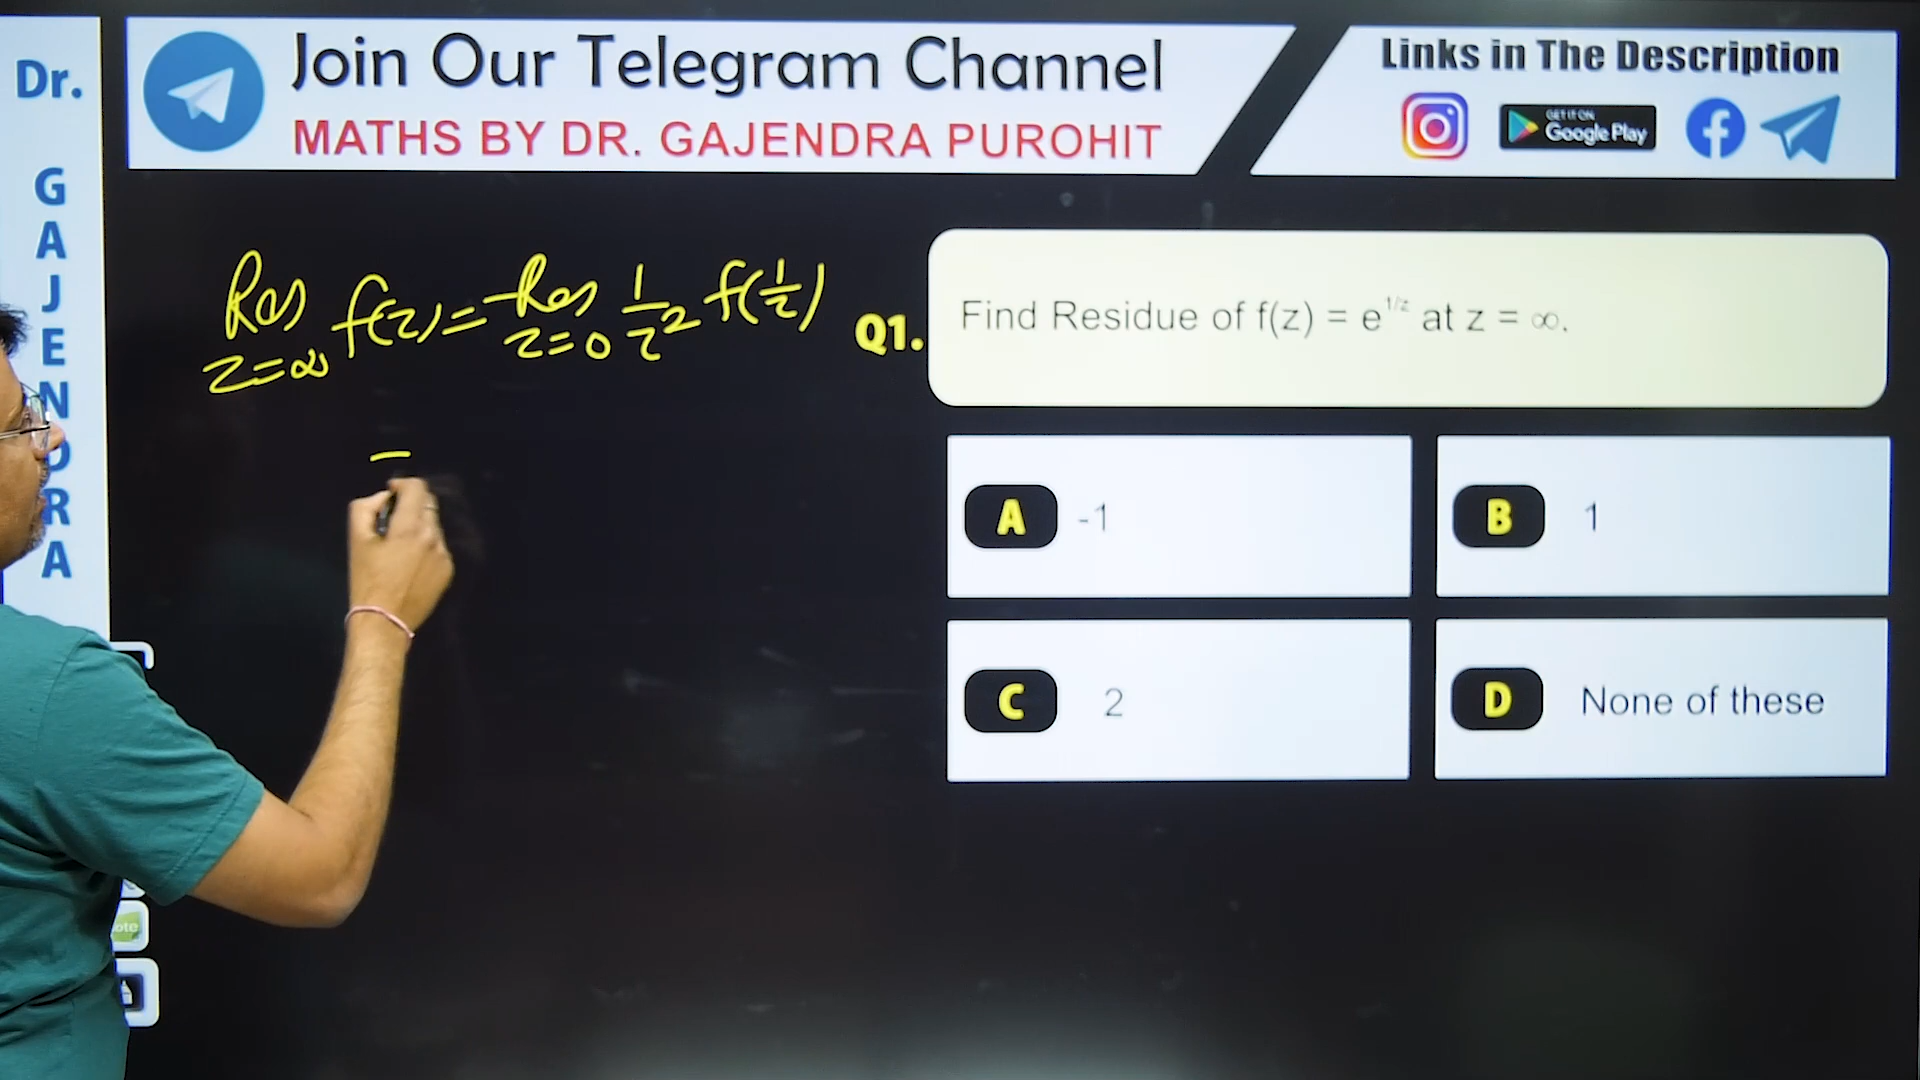 Dr.
GAJENDRA
Join Our Telegram Channel
MATHS BY DR. GAJENDRA PUROHIT
Links in The Description
GET IT ON
Google Play
Res f(z) = -Res 1/z² f(1/z)
z=∞ z=0
Q1.
Find Residue of f(z) = e^{1/z} at z = ∞.
A -1
B 1
C 2
D None of these